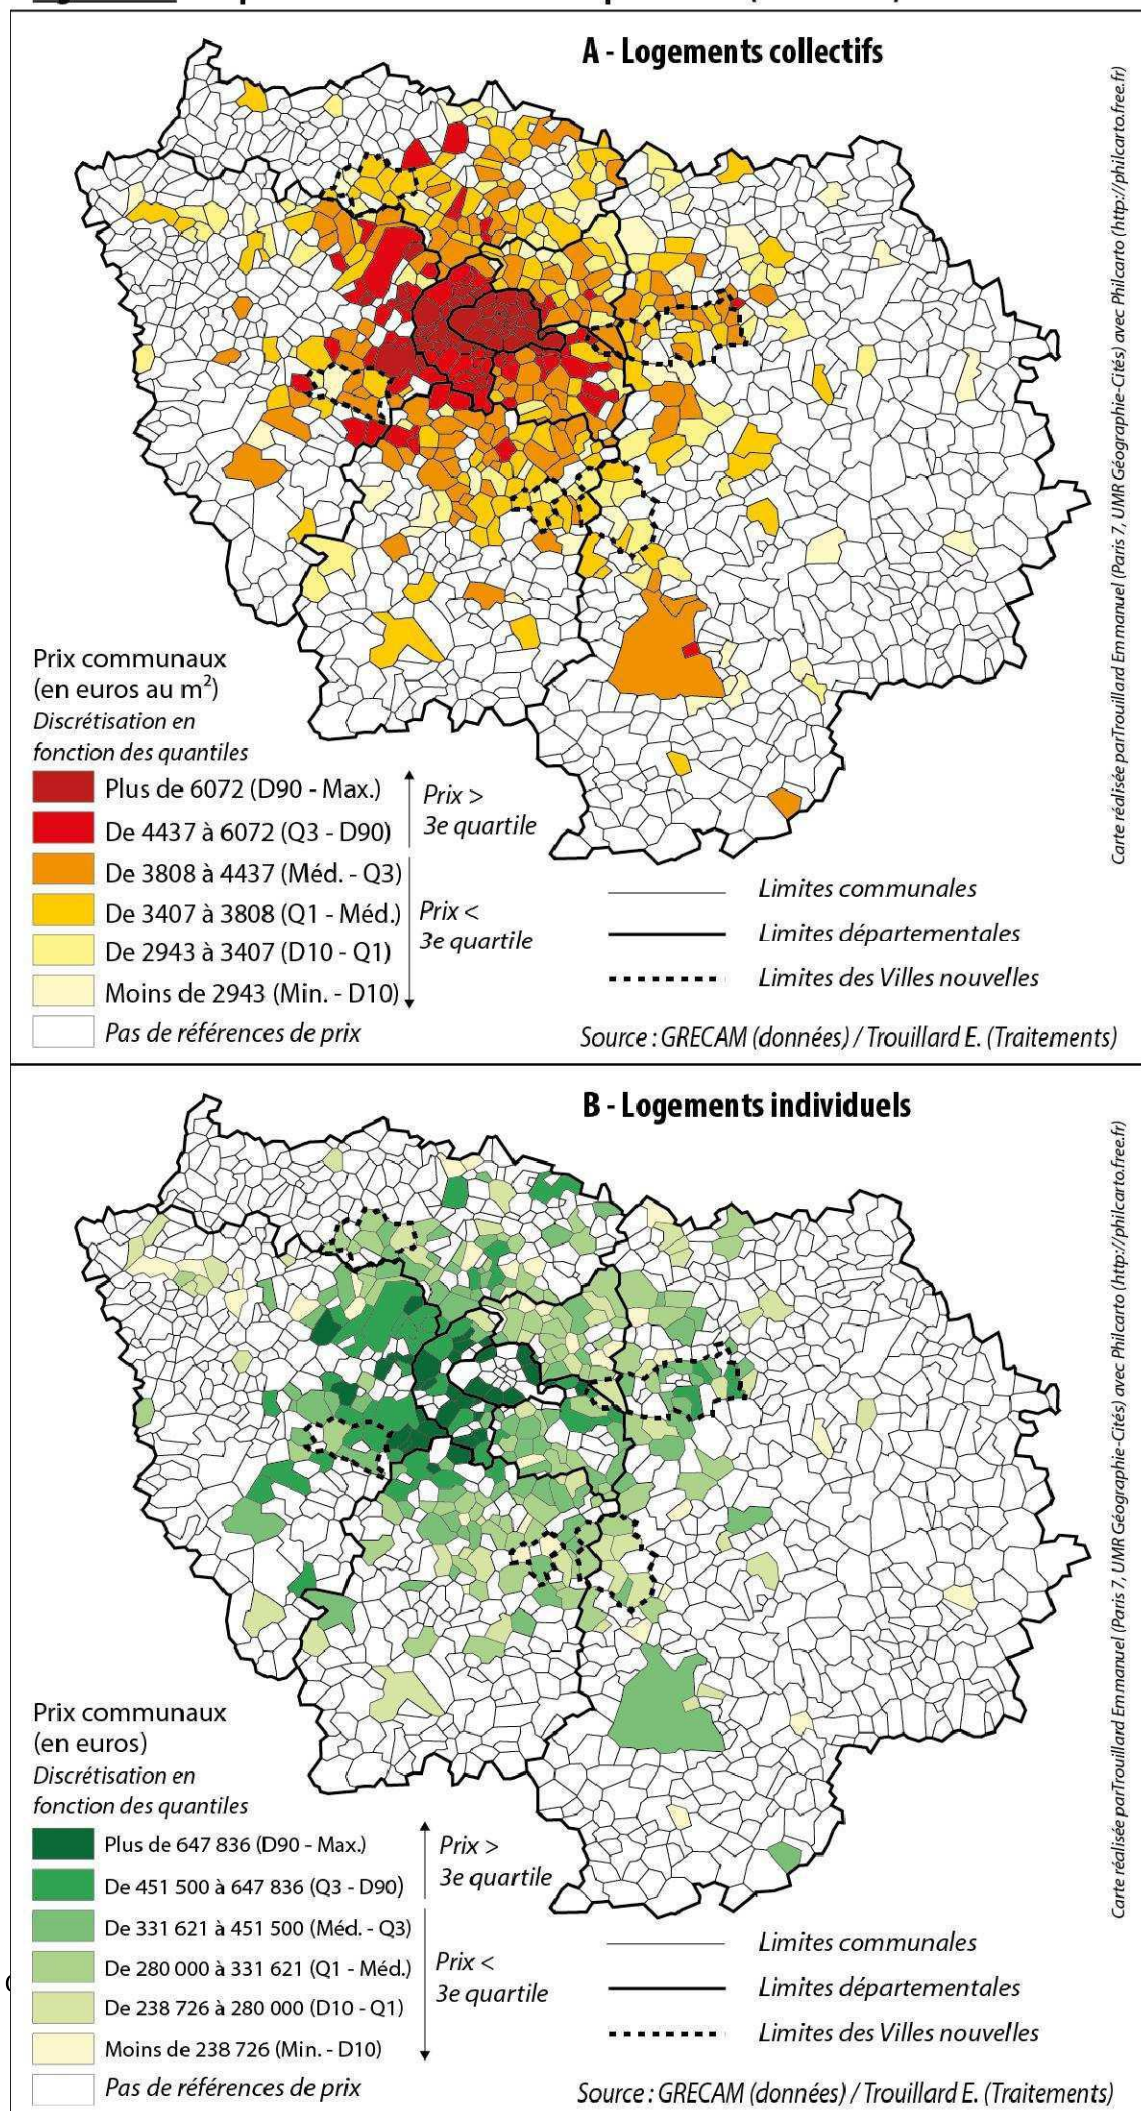 A - Logements collectifs
Prix communaux
(en euros au m²)
Discrétisation en
fonction des quantiles
Plus de 6072 (D90 - Max.)
De 4437 à 6072 (Q3 - D90)
De 3808 à 4437 (Méd. - Q3)
De 3407 à 3808 (Q1 - Méd.)
De 2943 à 3407 (D10 - Q1)
Moins de 2943 (Min. - D10)
Pas de références de prix
Prix >
3e quartile
Prix <
3e quartile
Limites communales
Limites départementales
Limites des Villes nouvelles
Source : GRECAM (données) / Trouillard E. (Traitements)
Carte réalisée parTrouillard Emmanuel (Paris 7, UMR Géographie-Cités) avec Philcarto (http://philcarto.free.fr)
B - Logements individuels
Prix communaux
(en euros)
Discrétisation en
fonction des quantiles
Plus de 647 836 (D90 - Max.)
De 451 500 à 647 836 (Q3 - D90)
De 331 621 à 451 500 (Méd. - Q3)
De 280 000 à 331 621 (Q1 - Méd.)
De 238 726 à 280 000 (D10 - Q1)
Moins de 238 726 (Min. - D10)
Pas de références de prix
Prix >
3e quartile
Prix <
3e quartile
Limites communales
Limites départementales
Limites des Villes nouvelles
Source : GRECAM (données) / Trouillard E. (Traitements)
Carte réalisée parTrouillard Emmanuel (Paris 7, UMR Géographie-Cités) avec Philcarto (http://philcarto.free.fr)